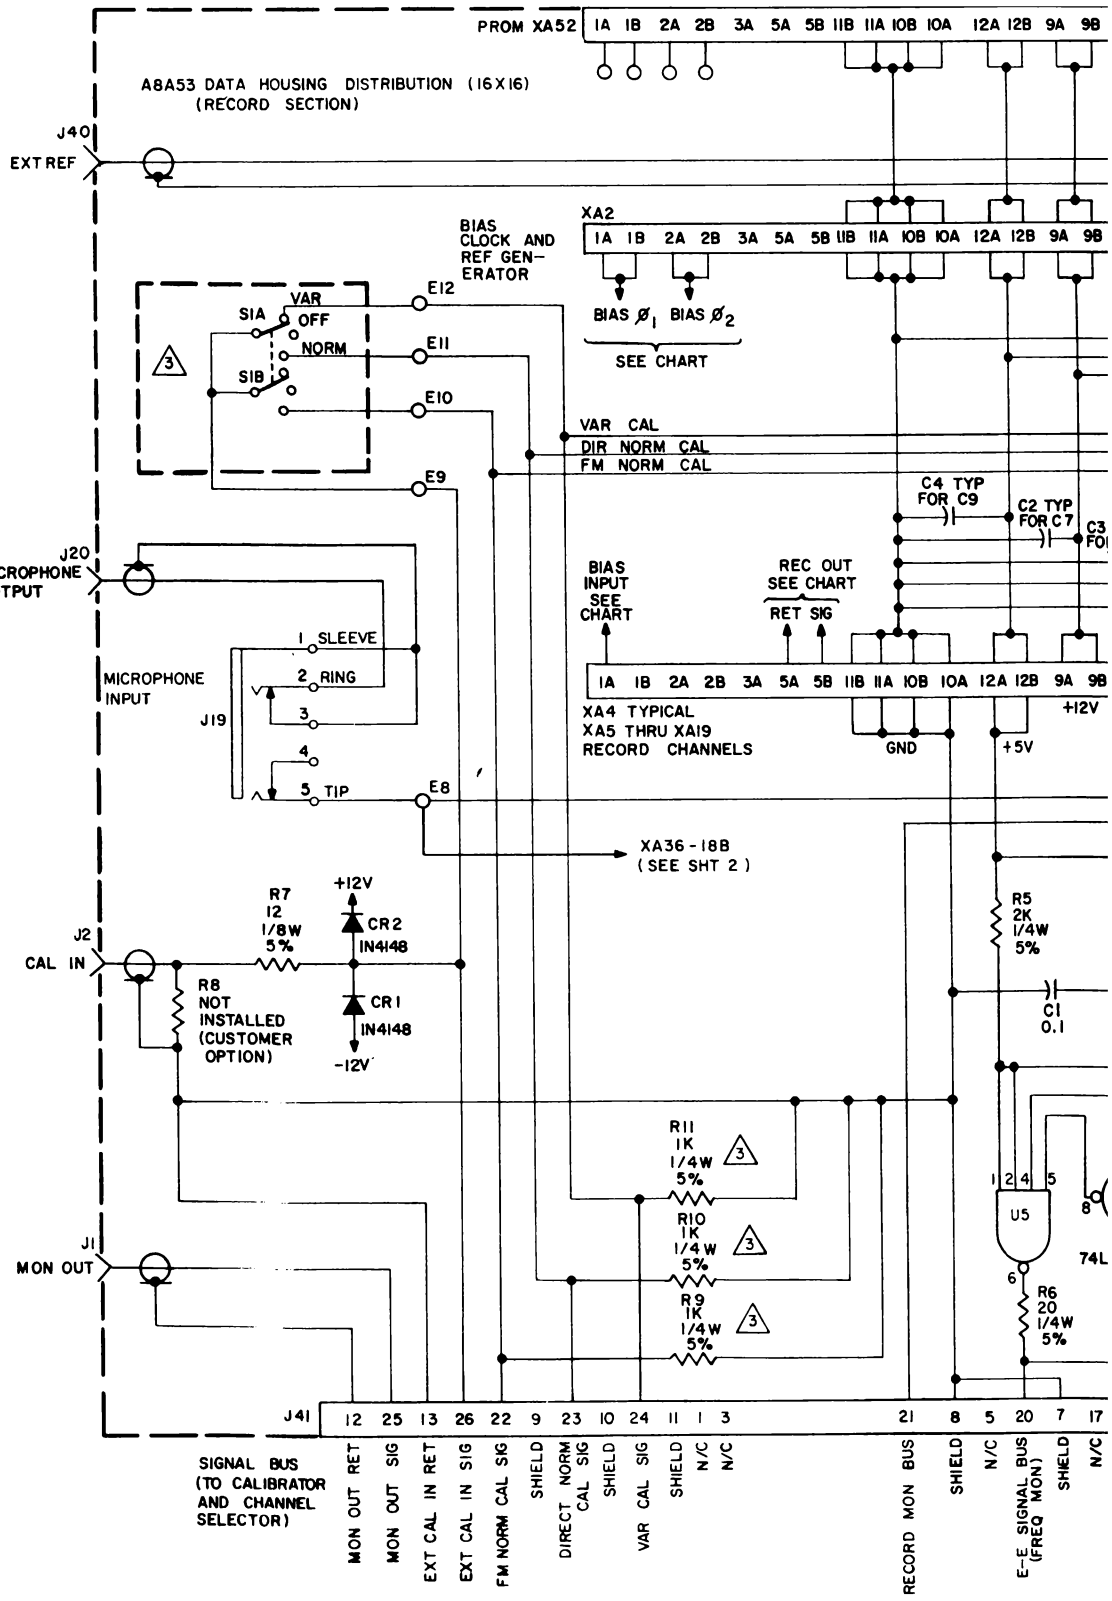 PROM XA52 1A 1B 2A 2B 3A 5A 5B 11B 11A 10B 10A 12A 12B 9A 9B
A8A53 DATA HOUSING DISTRIBUTION (16X16)
(RECORD SECTION)
J40
EXT REF
XA2
BIAS
CLOCK AND
REF GEN-
ERATOR
1A 1B 2A 2B 3A 5A 5B 11B 11A 10B 10A 12A 12B 9A 9B
BIAS Ø1 BIAS Ø2
SEE CHART
VAR
S1A
OFF
NORM
S1B
3
E12
E11
E10
E9
VAR CAL
DIR NORM CAL
FM NORM CAL
C4 TYP
FOR C9
C2 TYP
FOR C7
C3
FO
J20
CROPHONE
TPUT
BIAS
INPUT
SEE
CHART
REC OUT
SEE CHART
RET SIG
1 SLEEVE
2 RING
3
4
5 TIP
MICROPHONE
INPUT
J19
E8
1A 1B 2A 2B 3A 5A 5B 11B 11A 10B 10A 12A 12B 9A 9B
XA4 TYPICAL
XA5 THRU XA19
RECORD CHANNELS
GND
+5V
+12V
XA36-18B
(SEE SHT 2)
J2
CAL IN
R7
12
1/8W
5%
+12V
CR2
1N4148
CR1
1N4148
-12V
R8
NOT
INSTALLED
(CUSTOMER
OPTION)
R5
2K
1/4W
5%
C1
0.1
R11
1K
1/4W
5%
3
R10
1K
1/4W
5%
3
R9
1K
1/4W
5%
3
1 2 4 5
U5
6
8
74L
R6
20
1/4W
5%
J1
MON OUT
J41 12 25 13 26 22 9 23 10 24 11 1 3 21 8 5 20 7 17
SIGNAL BUS
(TO CALIBRATOR
AND CHANNEL
SELECTOR)
MON OUT RET
MON OUT SIG
EXT CAL IN RET
EXT CAL IN SIG
FM NORM CAL SIG
SHIELD
DIRECT NORM
CAL SIG
SHIELD
VAR CAL SIG
SHIELD
N/C
N/C
RECORD MON BUS
SHIELD
N/C
E-E SIGNAL BUS
(FREQ MON)
SHIELD
N/C